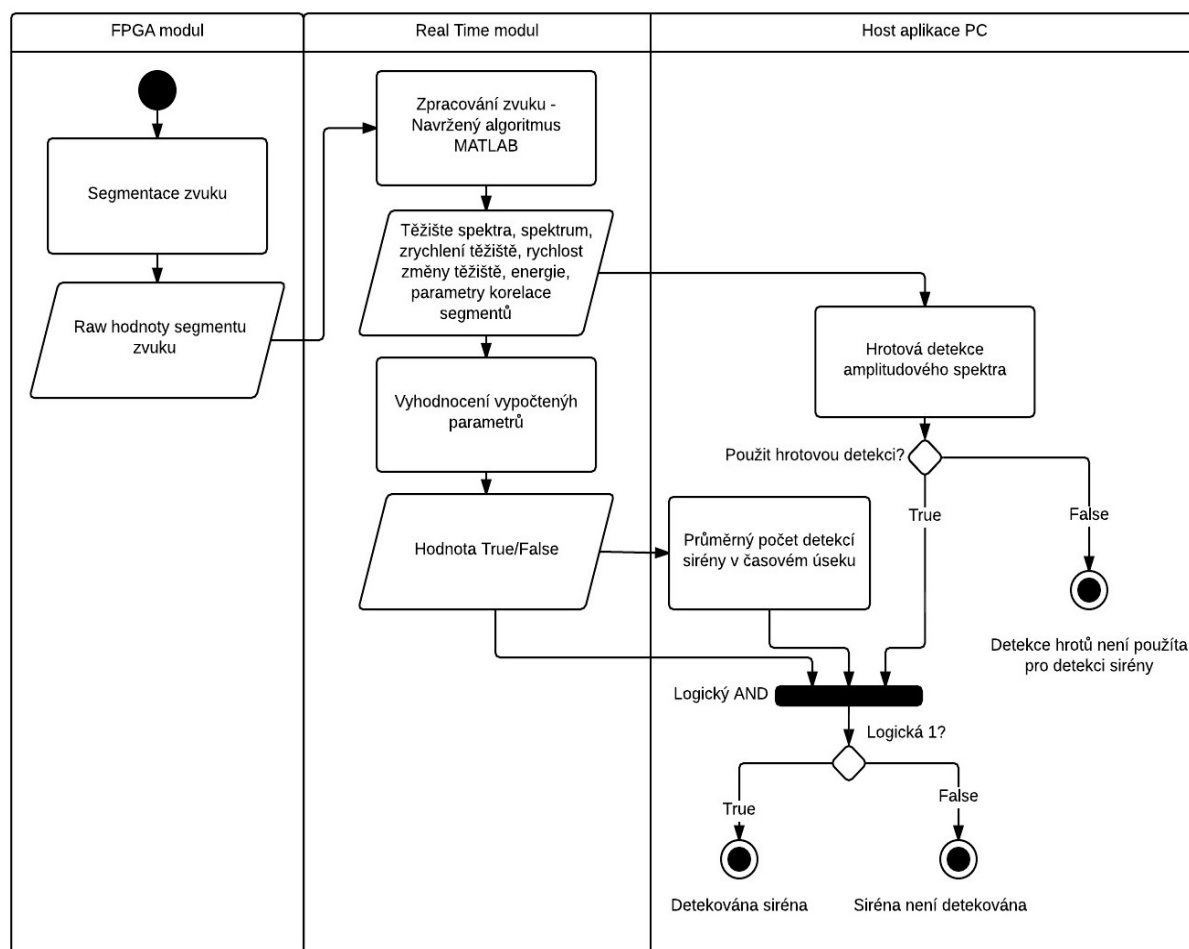 FPGA modul
Real Time modul
Host aplikace PC
Segmentace zvuku
Raw hodnoty segmentu
zvuku
Zpracování zvuku -
Navržený algoritmus
MATLAB
Těžište spektra, spektrum,
zrychlení těžiště, rychlost
změny těžiště, energie,
parametry korelace
segmentů
Vyhodnocení vypočtenýh
parametrů
Hodnota True/False
Hrotová detekce
amplitudového spektra
Použit hrotovou detekci?
True
False
Průměrný počet detekcí
sirény v časovém úseku
Detekce hrotů není použíta
pro detekci sirény
Logický AND
Logická 1?
True
False
Detekována siréna
Siréna není detekována